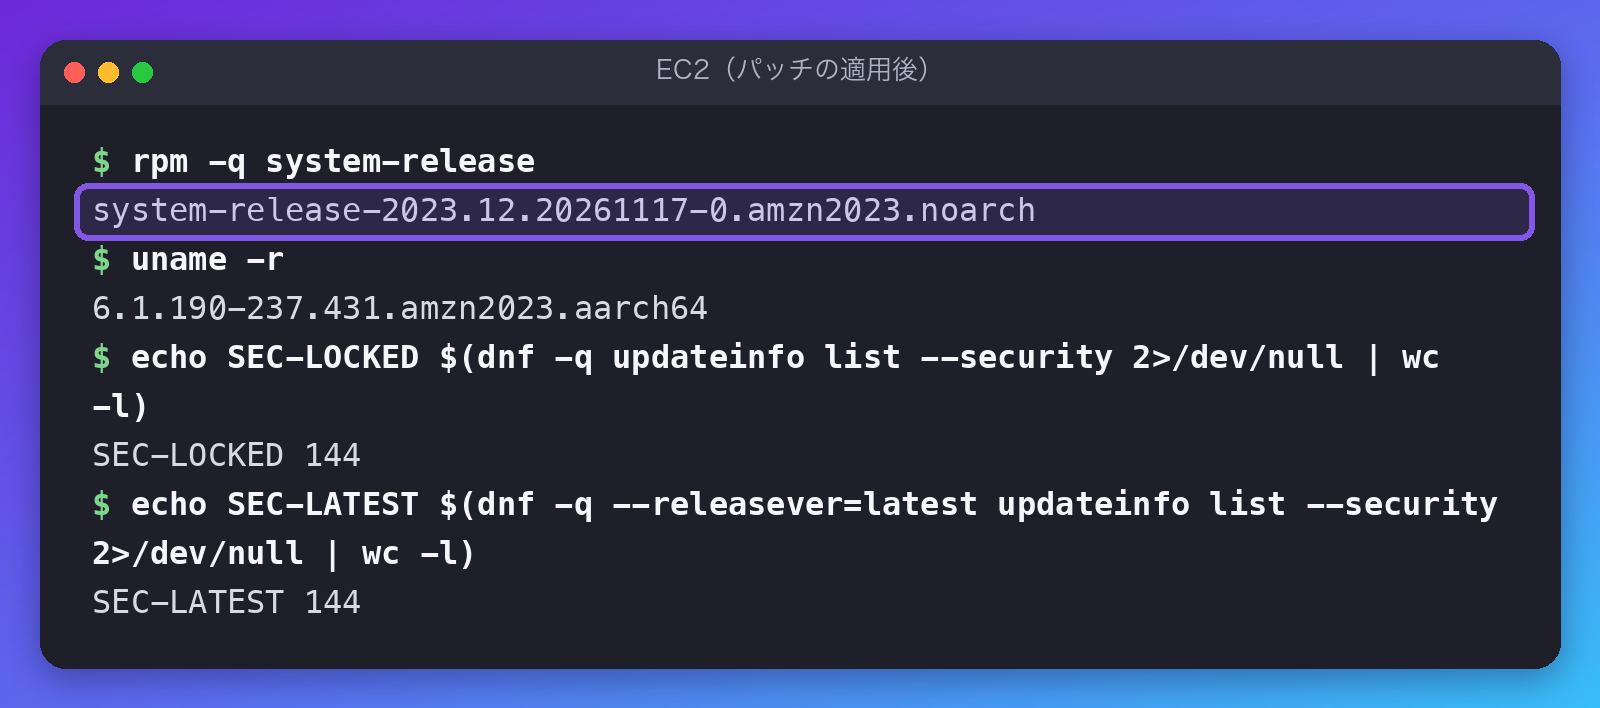 EC2（パッチの適用後）
$ rpm -q system-release
system-release-2023.12.20261117-0.amzn2023.noarch
$ uname -r
6.1.190-237.431.amzn2023.aarch64
$ echo SEC-LOCKED $(dnf -q updateinfo list --security 2>/dev/null | wc
-l)
SEC-LOCKED 144
$ echo SEC-LATEST $(dnf -q --releasever=latest updateinfo list --security
2>/dev/null | wc -l)
SEC-LATEST 144